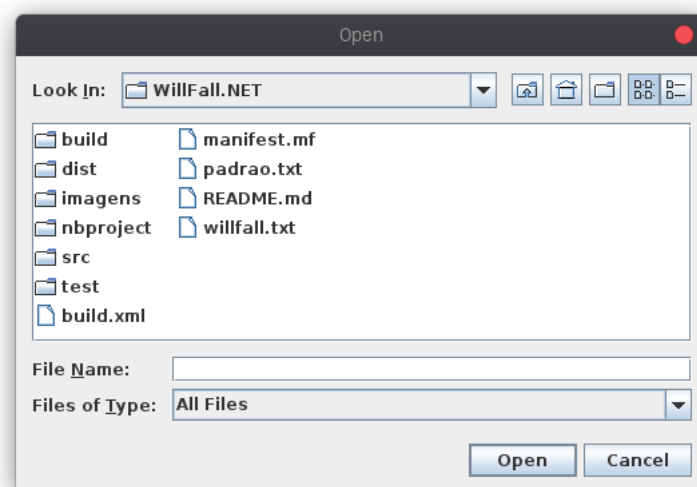 Open
Look In: WillFall.NET
build manifest.mf
dist padrao.txt
imagens README.md
nbproject willfall.txt
src
test
build.xml
File Name:
Files of Type: All Files
Open Cancel